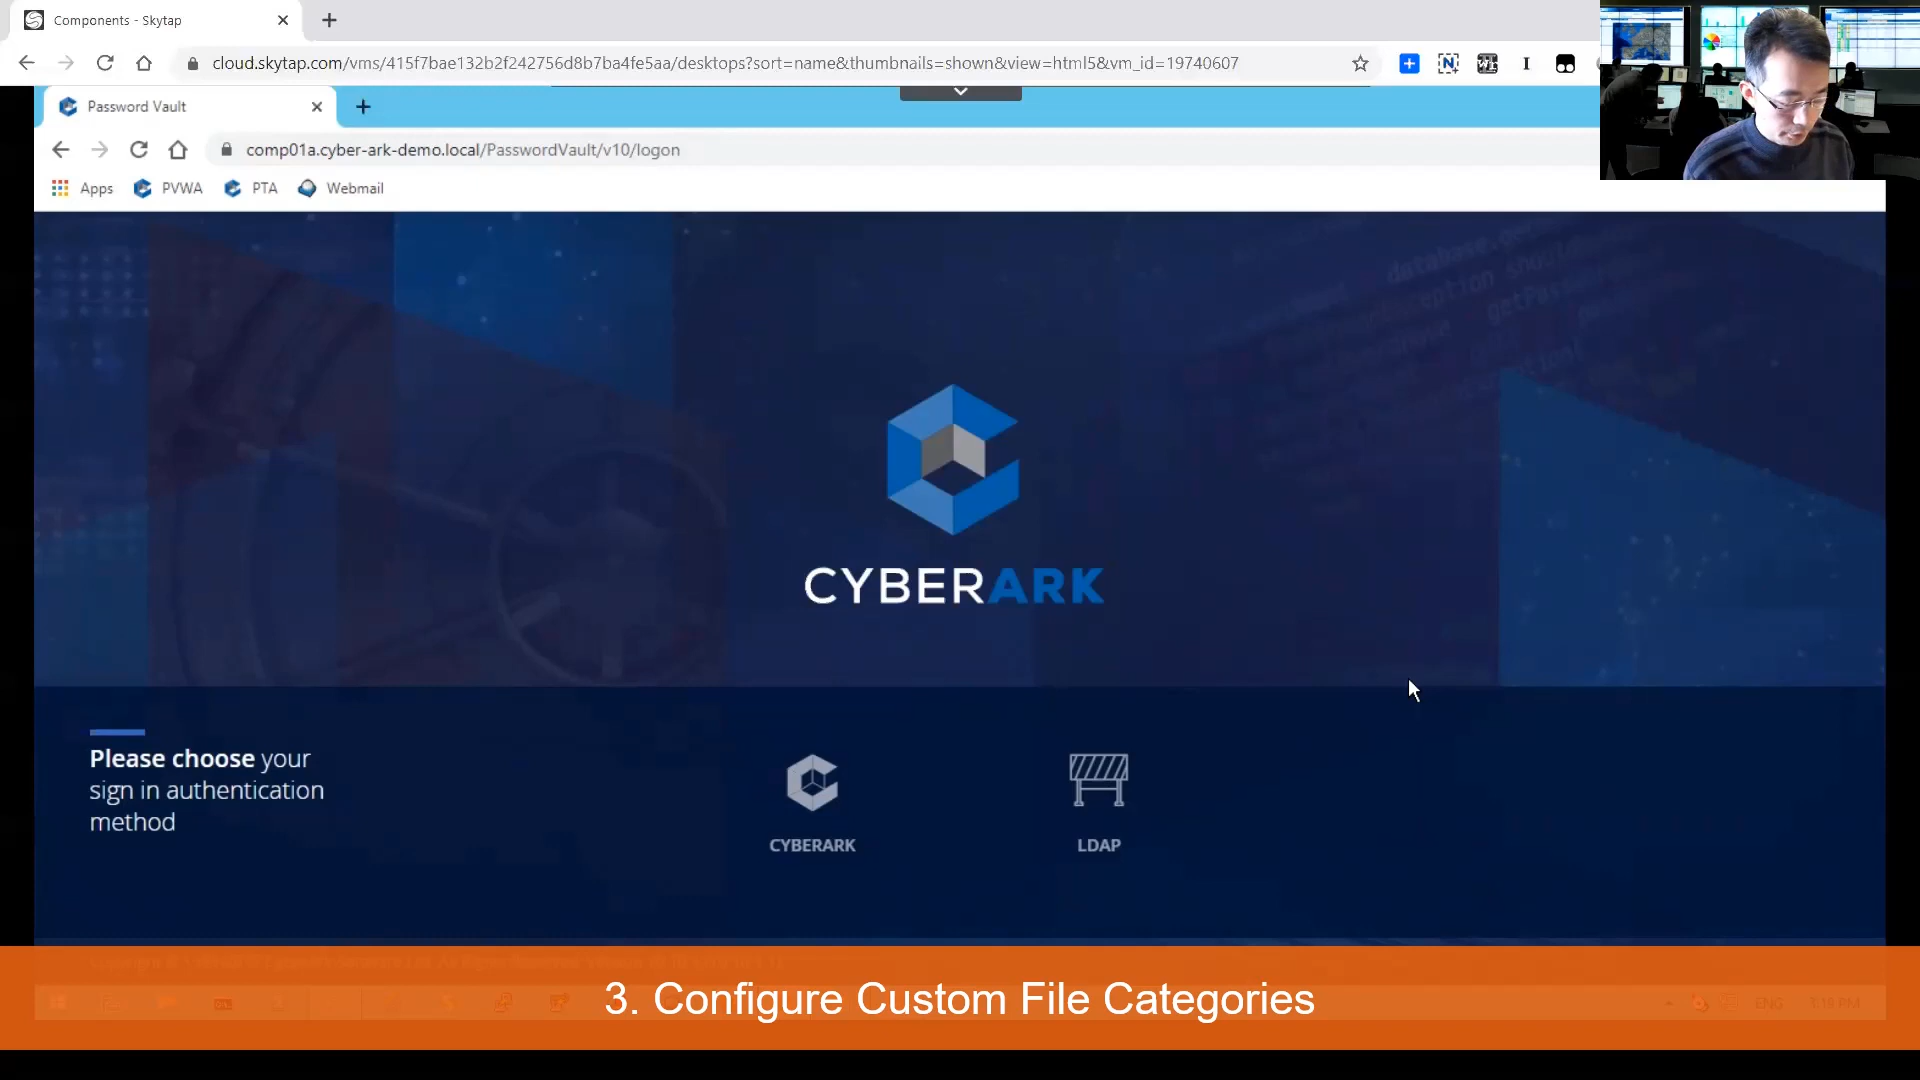 Components - Skytap
cloud.skytap.com/vms/415f7bae132b2f242756d8b7ba4fe5aa/desktops?sort=name&thumbnails=shown&view=html5&vm_id=19740607
Password Vault
comp01a.cyber-ark-demo.local/PasswordVault/v10/logon
Apps PVWA PTA Webmail
CYBERARK
Please choose your
sign in authentication
method
CYBERARK
LDAP
3. Configure Custom File Categories
ENG